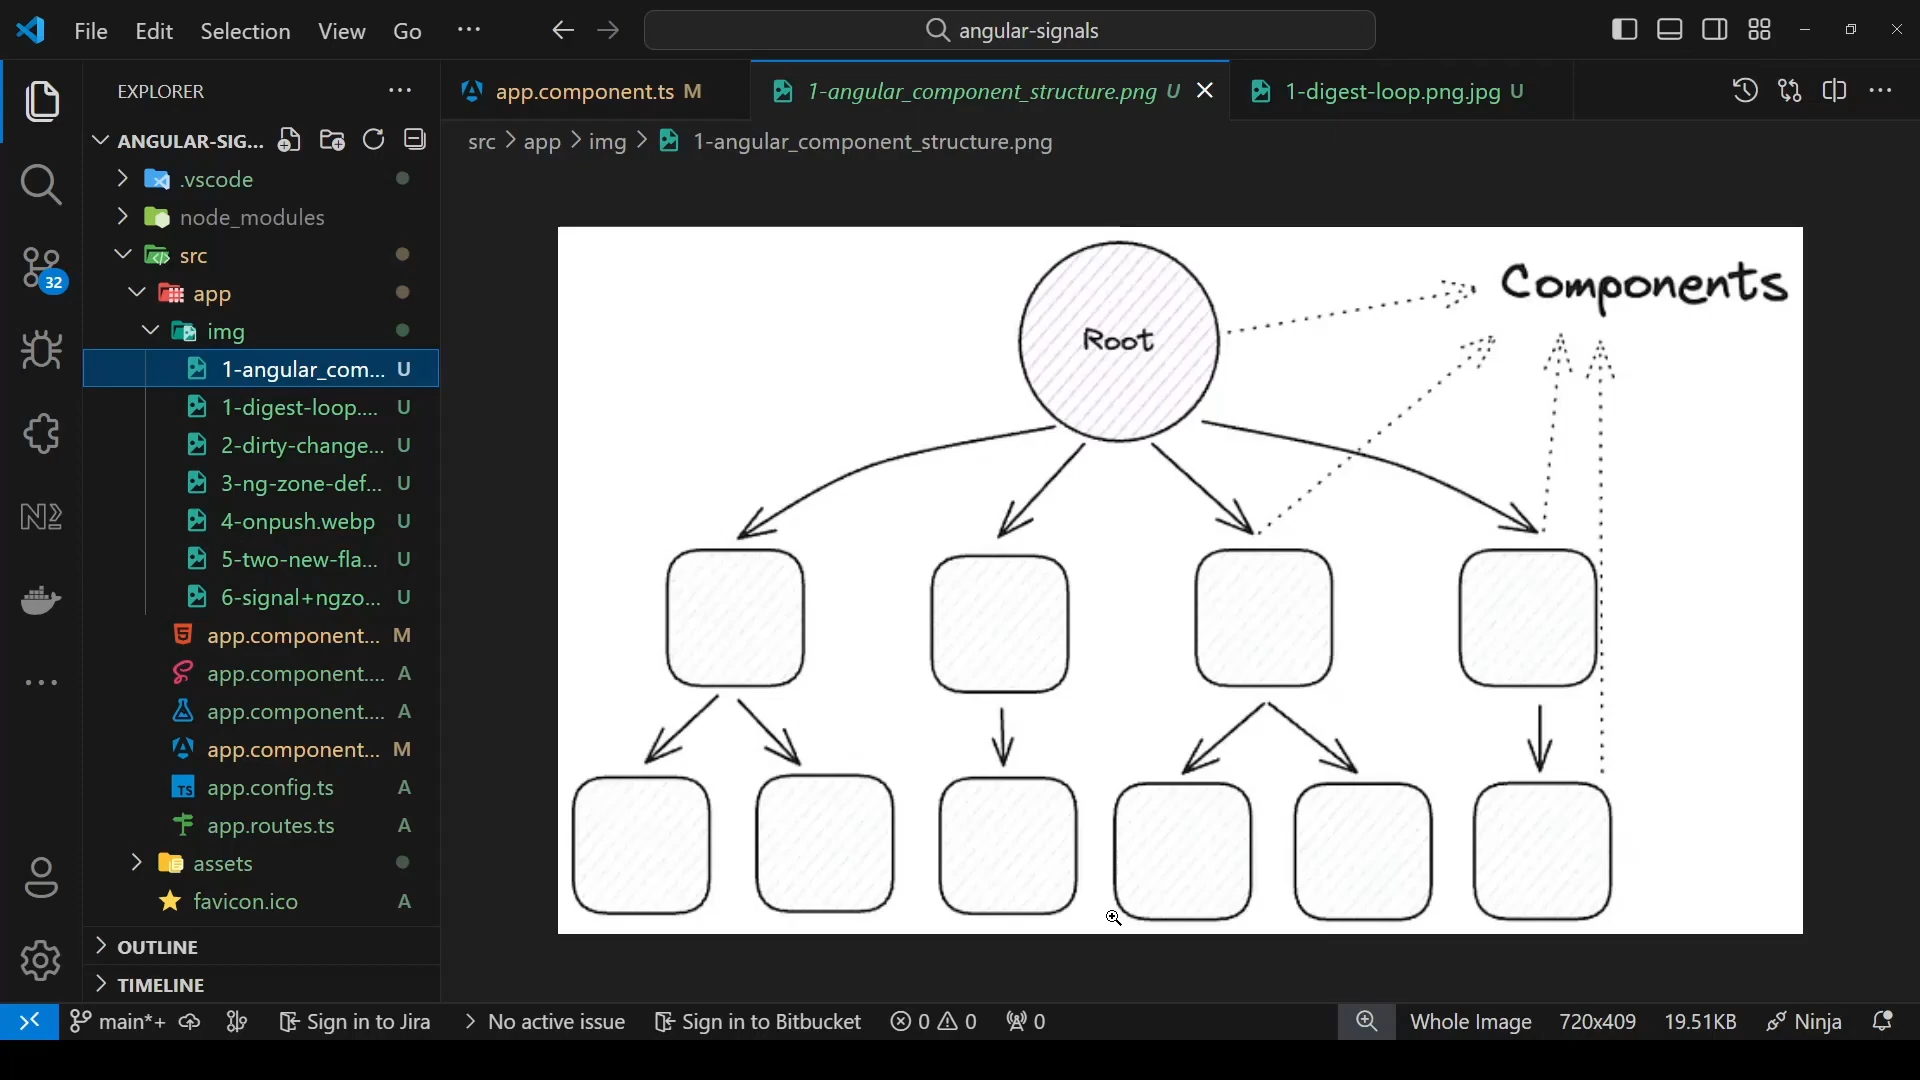 File Edit Selection View Go ...
angular-signals
EXPLORER
ANGULAR-SIG...
.vscode
node_modules
src
app
img
1-angular_com... U
1-digest-loop.... U
2-dirty-change... U
3-ng-zone-def... U
4-onpush.webp U
5-two-new-fla... U
6-signal+ngzo... U
app.component... M
app.component.... A
app.component.... A
app.component... M
app.config.ts A
app.routes.ts A
assets
favicon.ico A
OUTLINE
TIMELINE
32
app.component.ts M
1-angular_component_structure.png U
1-digest-loop.png.jpg U
src > app > img > 1-angular_component_structure.png
Root
Components
main*+ Sign in to Jira > No active issue Sign in to Bitbucket 0 0 0 Whole Image 720x409 19.51KB Ninja